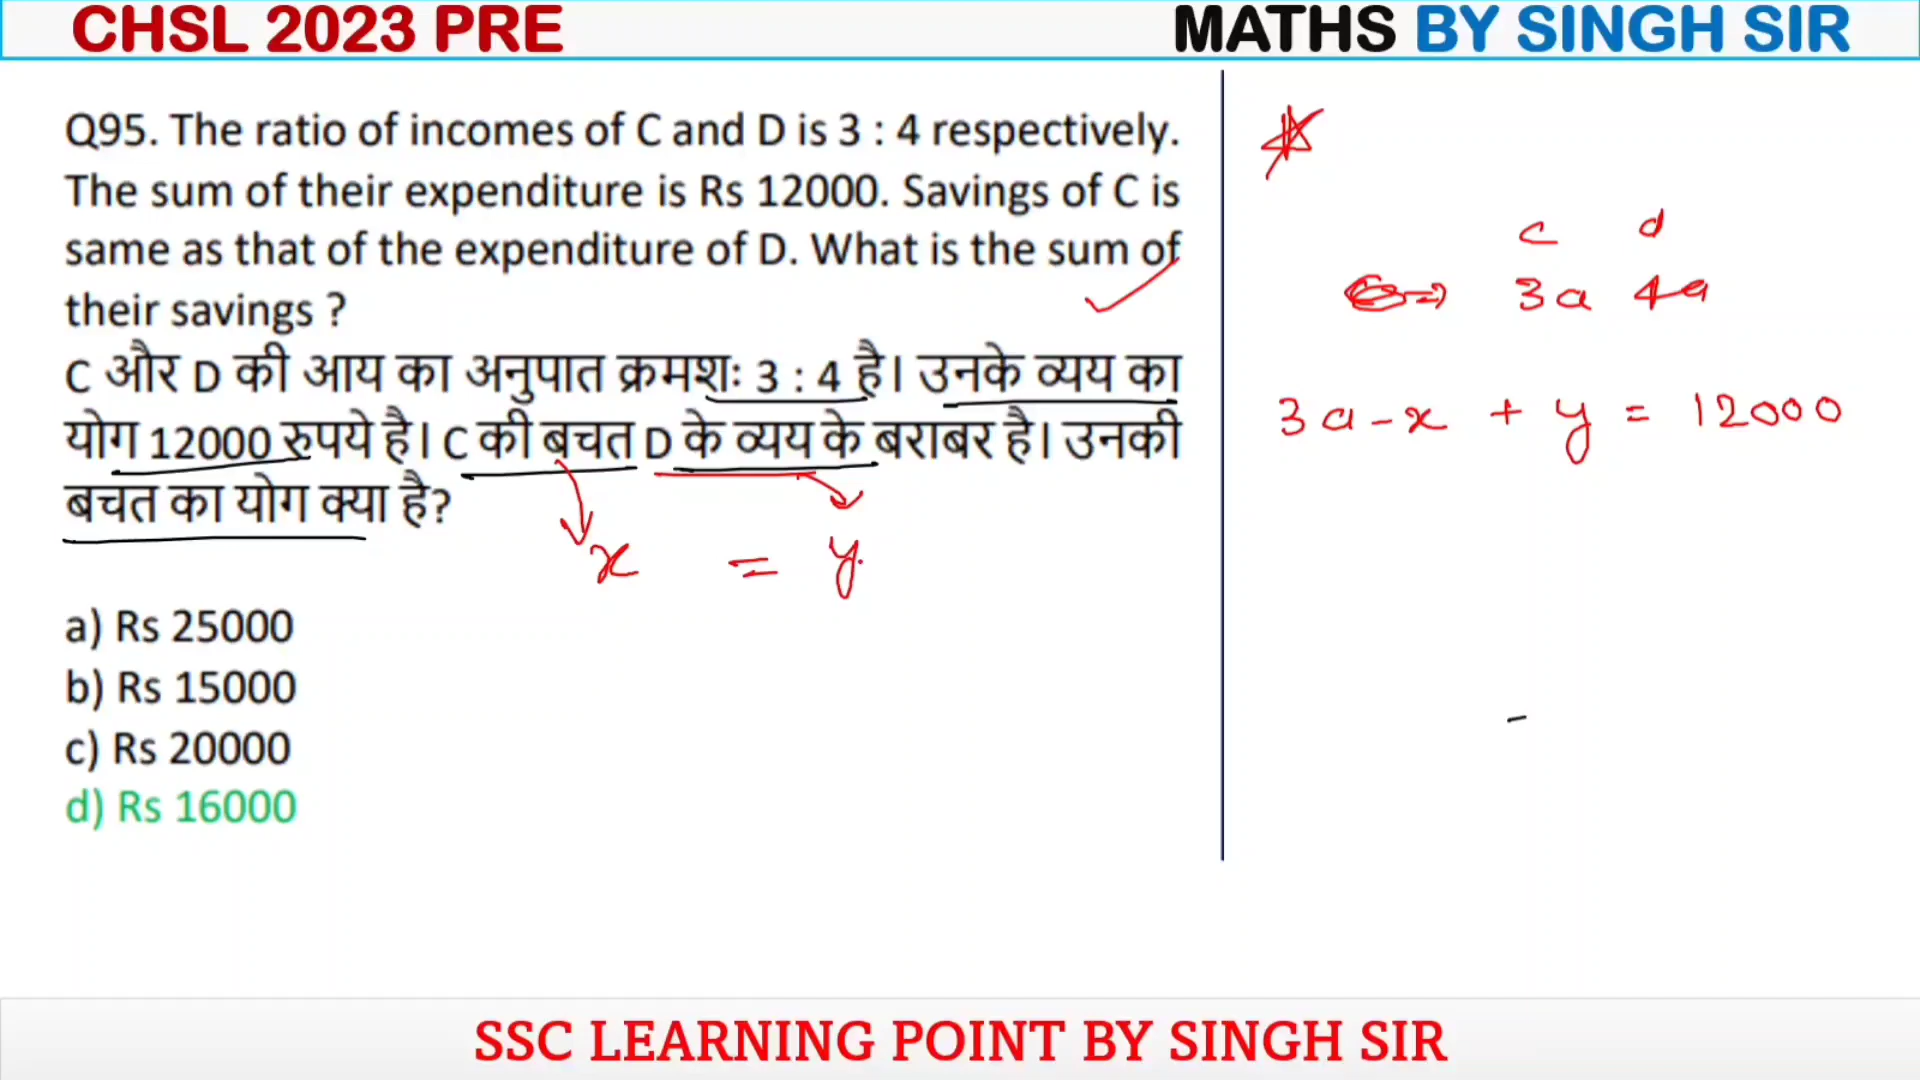 CHSL 2023 PRE
MATHS BY SINGH SIR
Q95. The ratio of incomes of C and D is 3 : 4 respectively.
The sum of their expenditure is Rs 12000. Savings of C is
same as that of the expenditure of D. What is the sum of
their savings ?
C और D की आय का अनुपात क्रमशः 3 : 4 है। उनके व्यय का
योग 12000 रुपये है। C की बचत D के व्यय के बराबर है। उनकी
बचत का योग क्या है?
x = y
a) Rs 25000
b) Rs 15000
c) Rs 20000
d) Rs 16000
c d
3a 4a
3a - x + y = 12000
SSC LEARNING POINT BY SINGH SIR